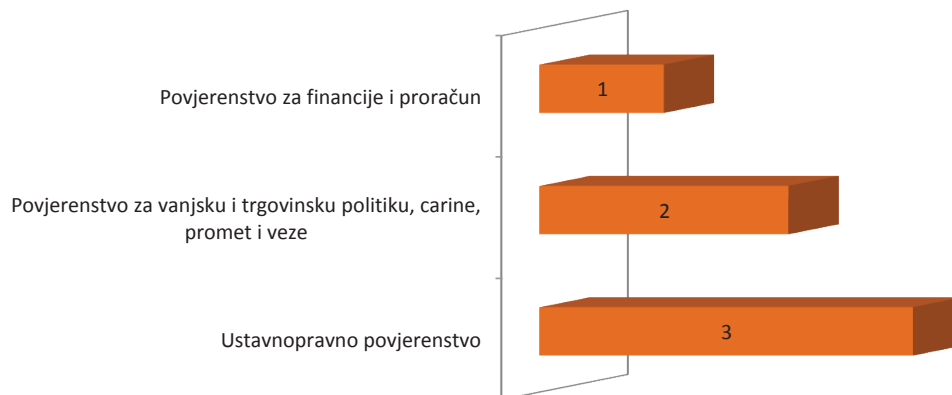 Povjerenstvo za financije i proračun
1
Povjerenstvo za vanjsku i trgovinsku politiku, carine,
promet i veze
2
Ustavnopravno povjerenstvo
3